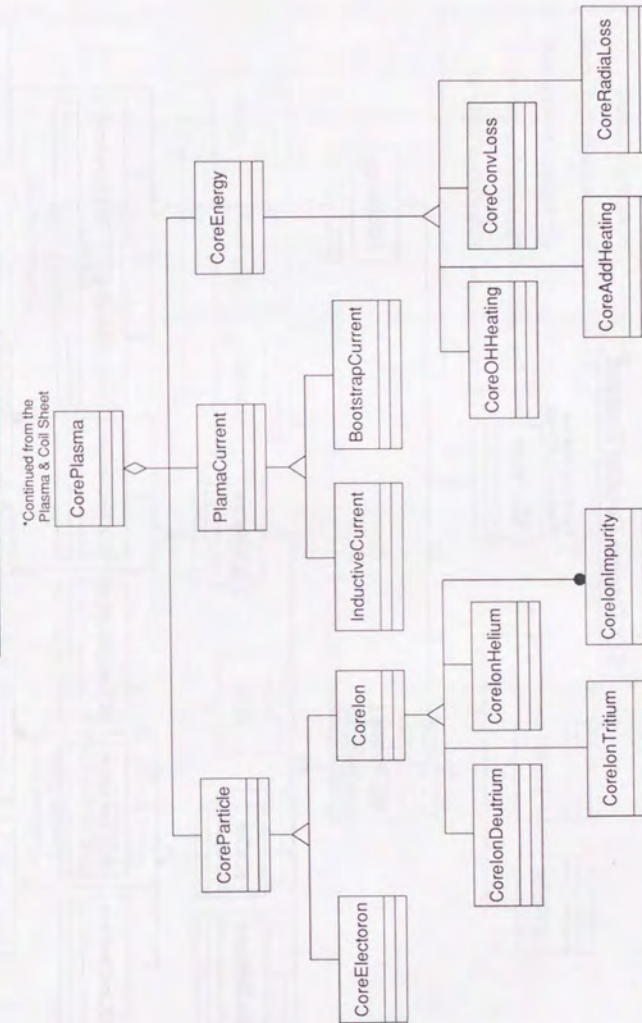 *Continued from the
Plasma & Coil Sheet
CorePlasma
CoreParticle
PlamaCurrent
CoreEnergy
CoreElectoron
CoreIon
InductiveCurrent
BootstrapCurrent
CoreOHHeating
CoreConvLoss
CoreAddHeating
CoreRadiaLoss
CoreIonDeutrium
CoreIonHelium
CoreIonTritium
CoreIonImpurity